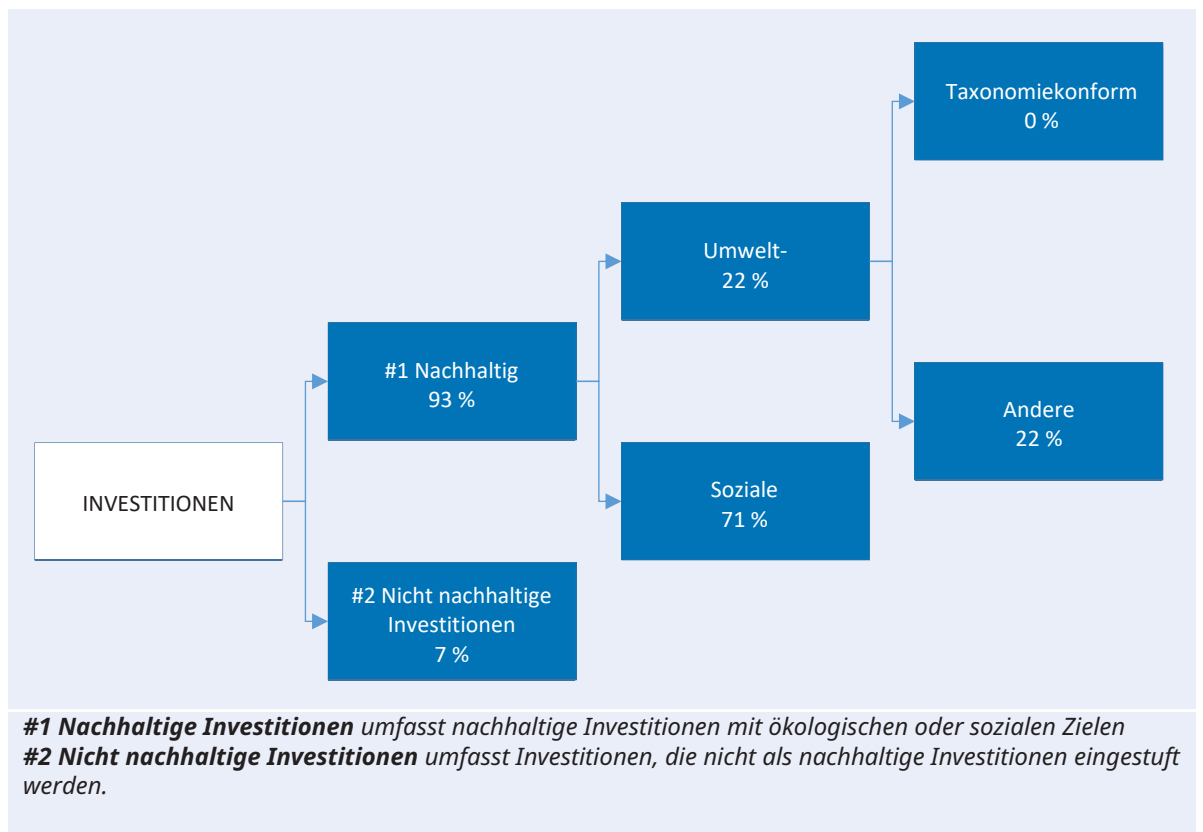 Taxonomiekonform
0 %
Umwelt-
22 %
#1 Nachhaltig
93 %
Andere
22 %
INVESTITIONEN
Soziale
71 %
#2 Nicht nachhaltige
Investitionen
7 %
#1 Nachhaltige Investitionen umfasst nachhaltige Investitionen mit ökologischen oder sozialen Zielen
#2 Nicht nachhaltige Investitionen umfasst Investitionen, die nicht als nachhaltige Investitionen eingestuft
werden.